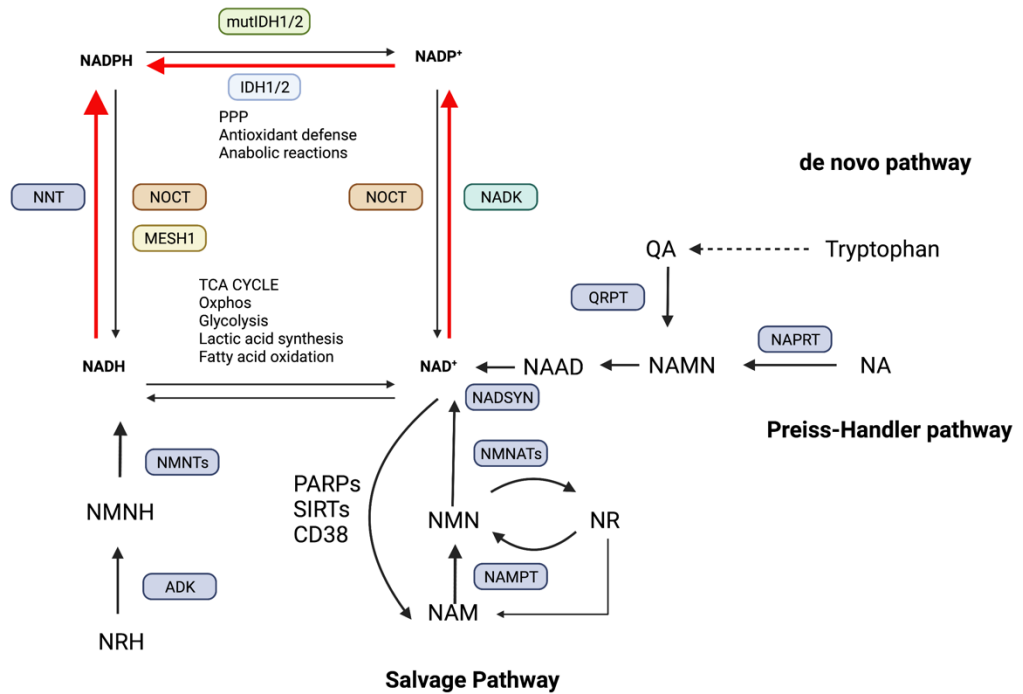 mutIDH1/2
NADPH
NADP+
IDH1/2
PPP
Antioxidant defense
Anabolic reactions
de novo pathway
NNT
NOCT
NOCT
NADK
MESH1
QA
Tryptophan
TCA CYCLE
Oxphos
Glycolysis
Lactic acid synthesis
Fatty acid oxidation
QRPT
NAPRT
NADH
NAD+
NAAD
NAMN
NA
NADSYN
Preiss-Handler pathway
NMNTs
NMNATs
PARPs
SIRTs
CD38
NMNH
NMN
NR
ADK
NAMPT
NAM
NRH
Salvage Pathway